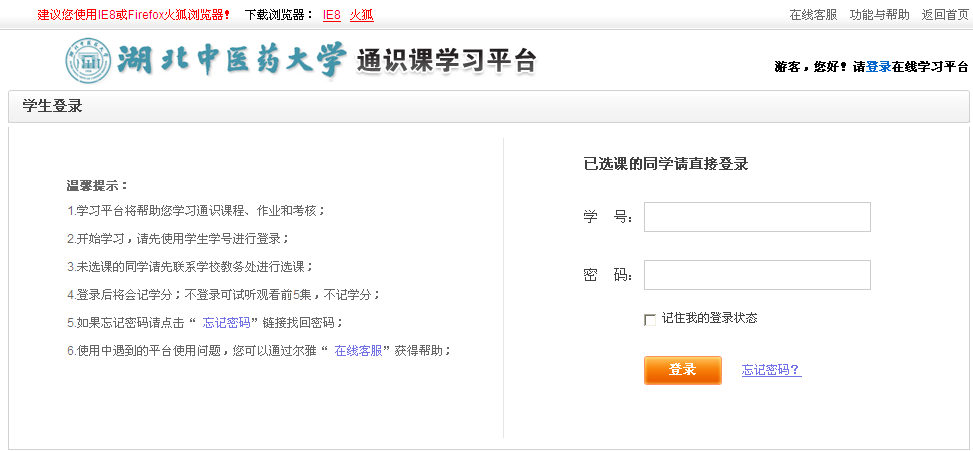 建议您使用IE8或Firefox火狐浏览器！ 下载浏览器： IE8 火狐 在线客服 功能与帮助 返回首页
湖北中医药大学 通识课学习平台
游客，您好！请登录在线学习平台
学生登录
已选课的同学请直接登录
温馨提示：
1.学习平台将帮助您学习通识课程、作业和考核；
学 号：
2.开始学习，请先使用学生学号进行登录；
3.未选课的同学请先联系学校教务处进行选课；
密 码：
4.登录后将会记学分；不登录可试听观看前5集，不记学分；
5.如果忘记密码请点击“ 忘记密码”链接找回密码；
记住我的登录状态
6.使用中遇到的平台使用问题，您可以通过尔雅“ 在线客服”获得帮助；
登录 忘记密码？